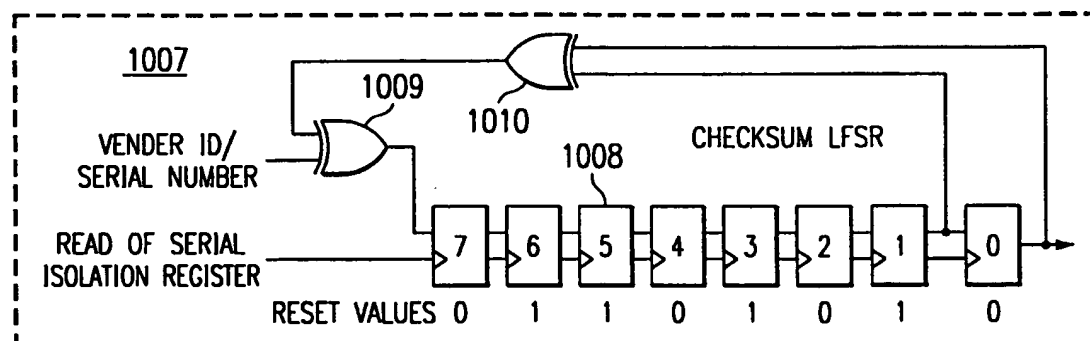 1007
1009
1010
VENDER ID/
SERIAL NUMBER
CHECKSUM LFSR
1008
READ OF SERIAL
ISOLATION REGISTER
7 6 5 4 3 2 1 0
RESET VALUES 0 1 1 0 1 0 1 0